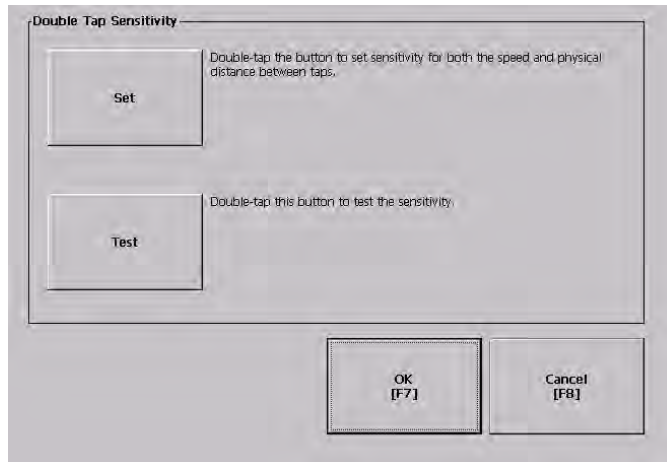 Double Tap Sensitivity
Double-tap the button to set sensitivity for both the speed and physical
distance between taps.
Set
Double-tap this button to test the sensitivity.
Test
OK
[F7]
Cancel
[F8]